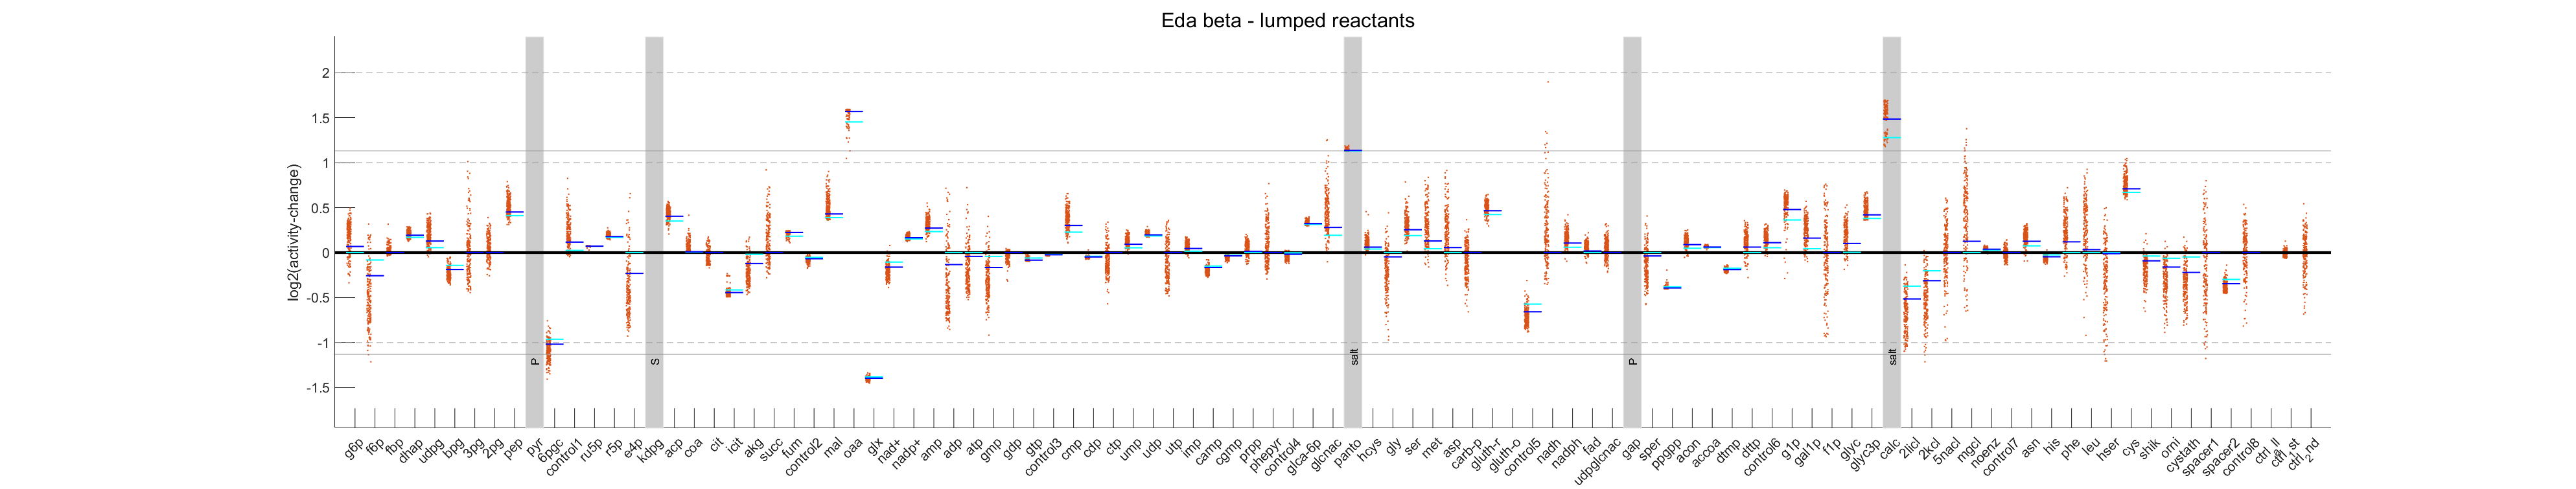 Eda beta - lumped reactants
log2(activity-change)
2
1.5
1
0.5
0
-0.5
-1
-1.5
P
S
salt
P
salt
g6p
f6p
fbp
dhap
udpg
bpg
3pg
2pg
pep
pyr
6pgc
control1
ru5p
r5p
e4p
kdpg
acp
coa
cit
icit
akg
succ
fum
control2
mal
oaa
glx
nad+
nadp+
amp
adp
atp
gmp
gdp
gtp
control3
cmp
cdp
ctp
ump
udp
utp
imp
camp
cgmp
prpp
phepyr
control4
glca-6p
glcnac
panto
hcys
gly
ser
met
asp
carb-p
gluth-r
gluth-o
control5
nadh
nadph
fad
udpglcnac
gap
sper
ppgpp
acon
accoa
dtmp
dttp
control6
g1p
gal1p
f1p
glyc
glyc3p
calc
2licl
2kcl
5nacl
mgcl
noenz
control7
asn
his
phe
leu
hser
cys
shik
orni
cystath
spacer1
spacer2
control8
ctrl_ll
ctrl_1st
ctrl_2nd